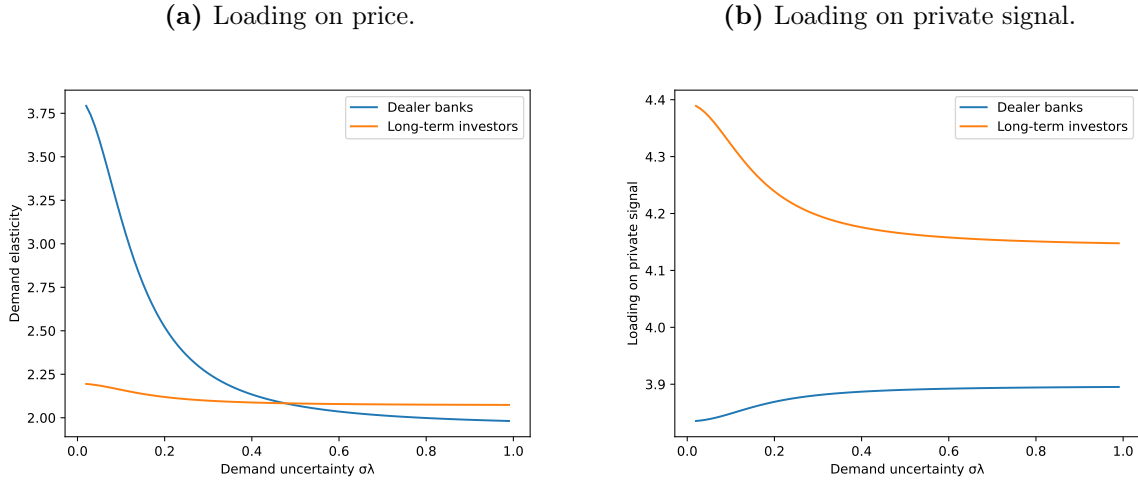 (a) Loading on price.
Demand elasticity
3.75
3.50
3.25
3.00
2.75
2.50
2.25
2.00
Dealer banks
Long-term investors
0.0 0.2 0.4 0.6 0.8 1.0
Demand uncertainty σλ
(b) Loading on private signal.
Loading on private signal
4.4
4.3
4.2
4.1
4.0
3.9
Dealer banks
Long-term investors
0.0 0.2 0.4 0.6 0.8 1.0
Demand uncertainty σλ